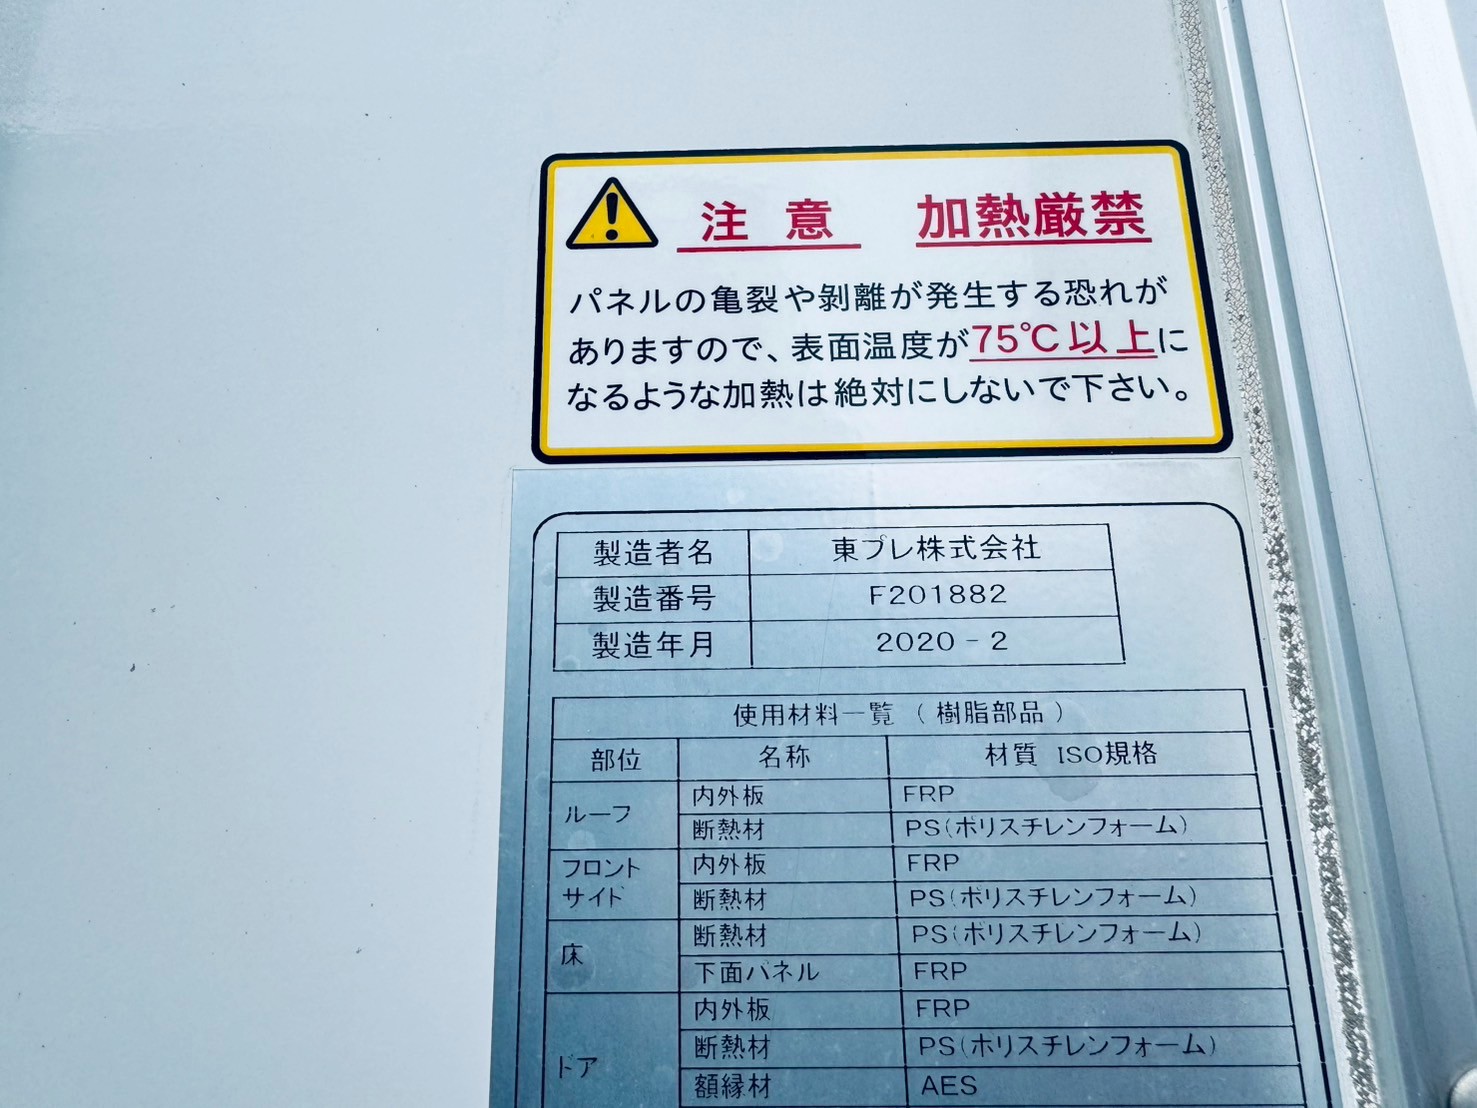 注意 加熱厳禁
パネルの亀裂や剝離が発生する恐れが
ありますので、表面温度が75℃以上に
なるような加熱は絶対にしないで下さい。
製造者名 東プレ株式会社
製造番号 F201882
製造年月 2020-2
使用材料一覧（樹脂部品）
部位 名称 材質 ISO規格
ルーフ 内外板 FRP
断熱材 PS(ポリスチレンフォーム)
フロント
サイド
内外板 FRP
断熱材 PS(ポリスチレンフォーム)
床 断熱材 PS(ポリスチレンフォーム)
下面パネル FRP
ドア 内外板 FRP
断熱材 PS(ポリスチレンフォーム)
額縁材 AES